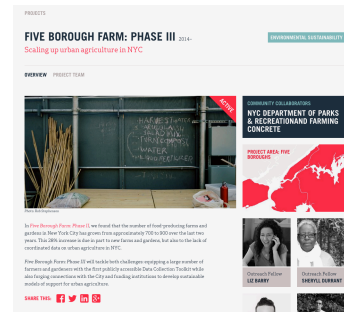 PROJECTS
FIVE BOROUGH FARM: PHASE III 2014–
ENVIRONMENTAL SUSTAINABILITY
Scaling up urban agriculture in NYC
OVERVIEW PROJECT TEAM
ACTIVE
HARVEST
WATER
COMMUNITY COLLABORATORS
NYC DEPARTMENT OF PARKS
& RECREATIONAND FARMING
CONCRETE
PROJECT AREA: FIVE
BOROUGHS
Photo: Rob Stephenson
In Five Borough Farm: Phase II, we found that the number of food-producing farms and
gardens in New York City has grown from approximately 700 to 900 over the last two
years. This 28% increase is due in part to new farms and gardens, but also to the lack of
coordinated data on urban agriculture in NYC.
Five Borough Farm: Phase III will tackle both challenges: equipping a large number of
farmers and gardeners with the first publicly accessible Data Collection Toolkit while
also forging connections with the City and funding institutions to develop sustainable
models of support for urban agriculture.
Outreach Fellow
LIZ BARRY
Outreach Fellow
SHERYLL DURRANT
SHARE THIS: